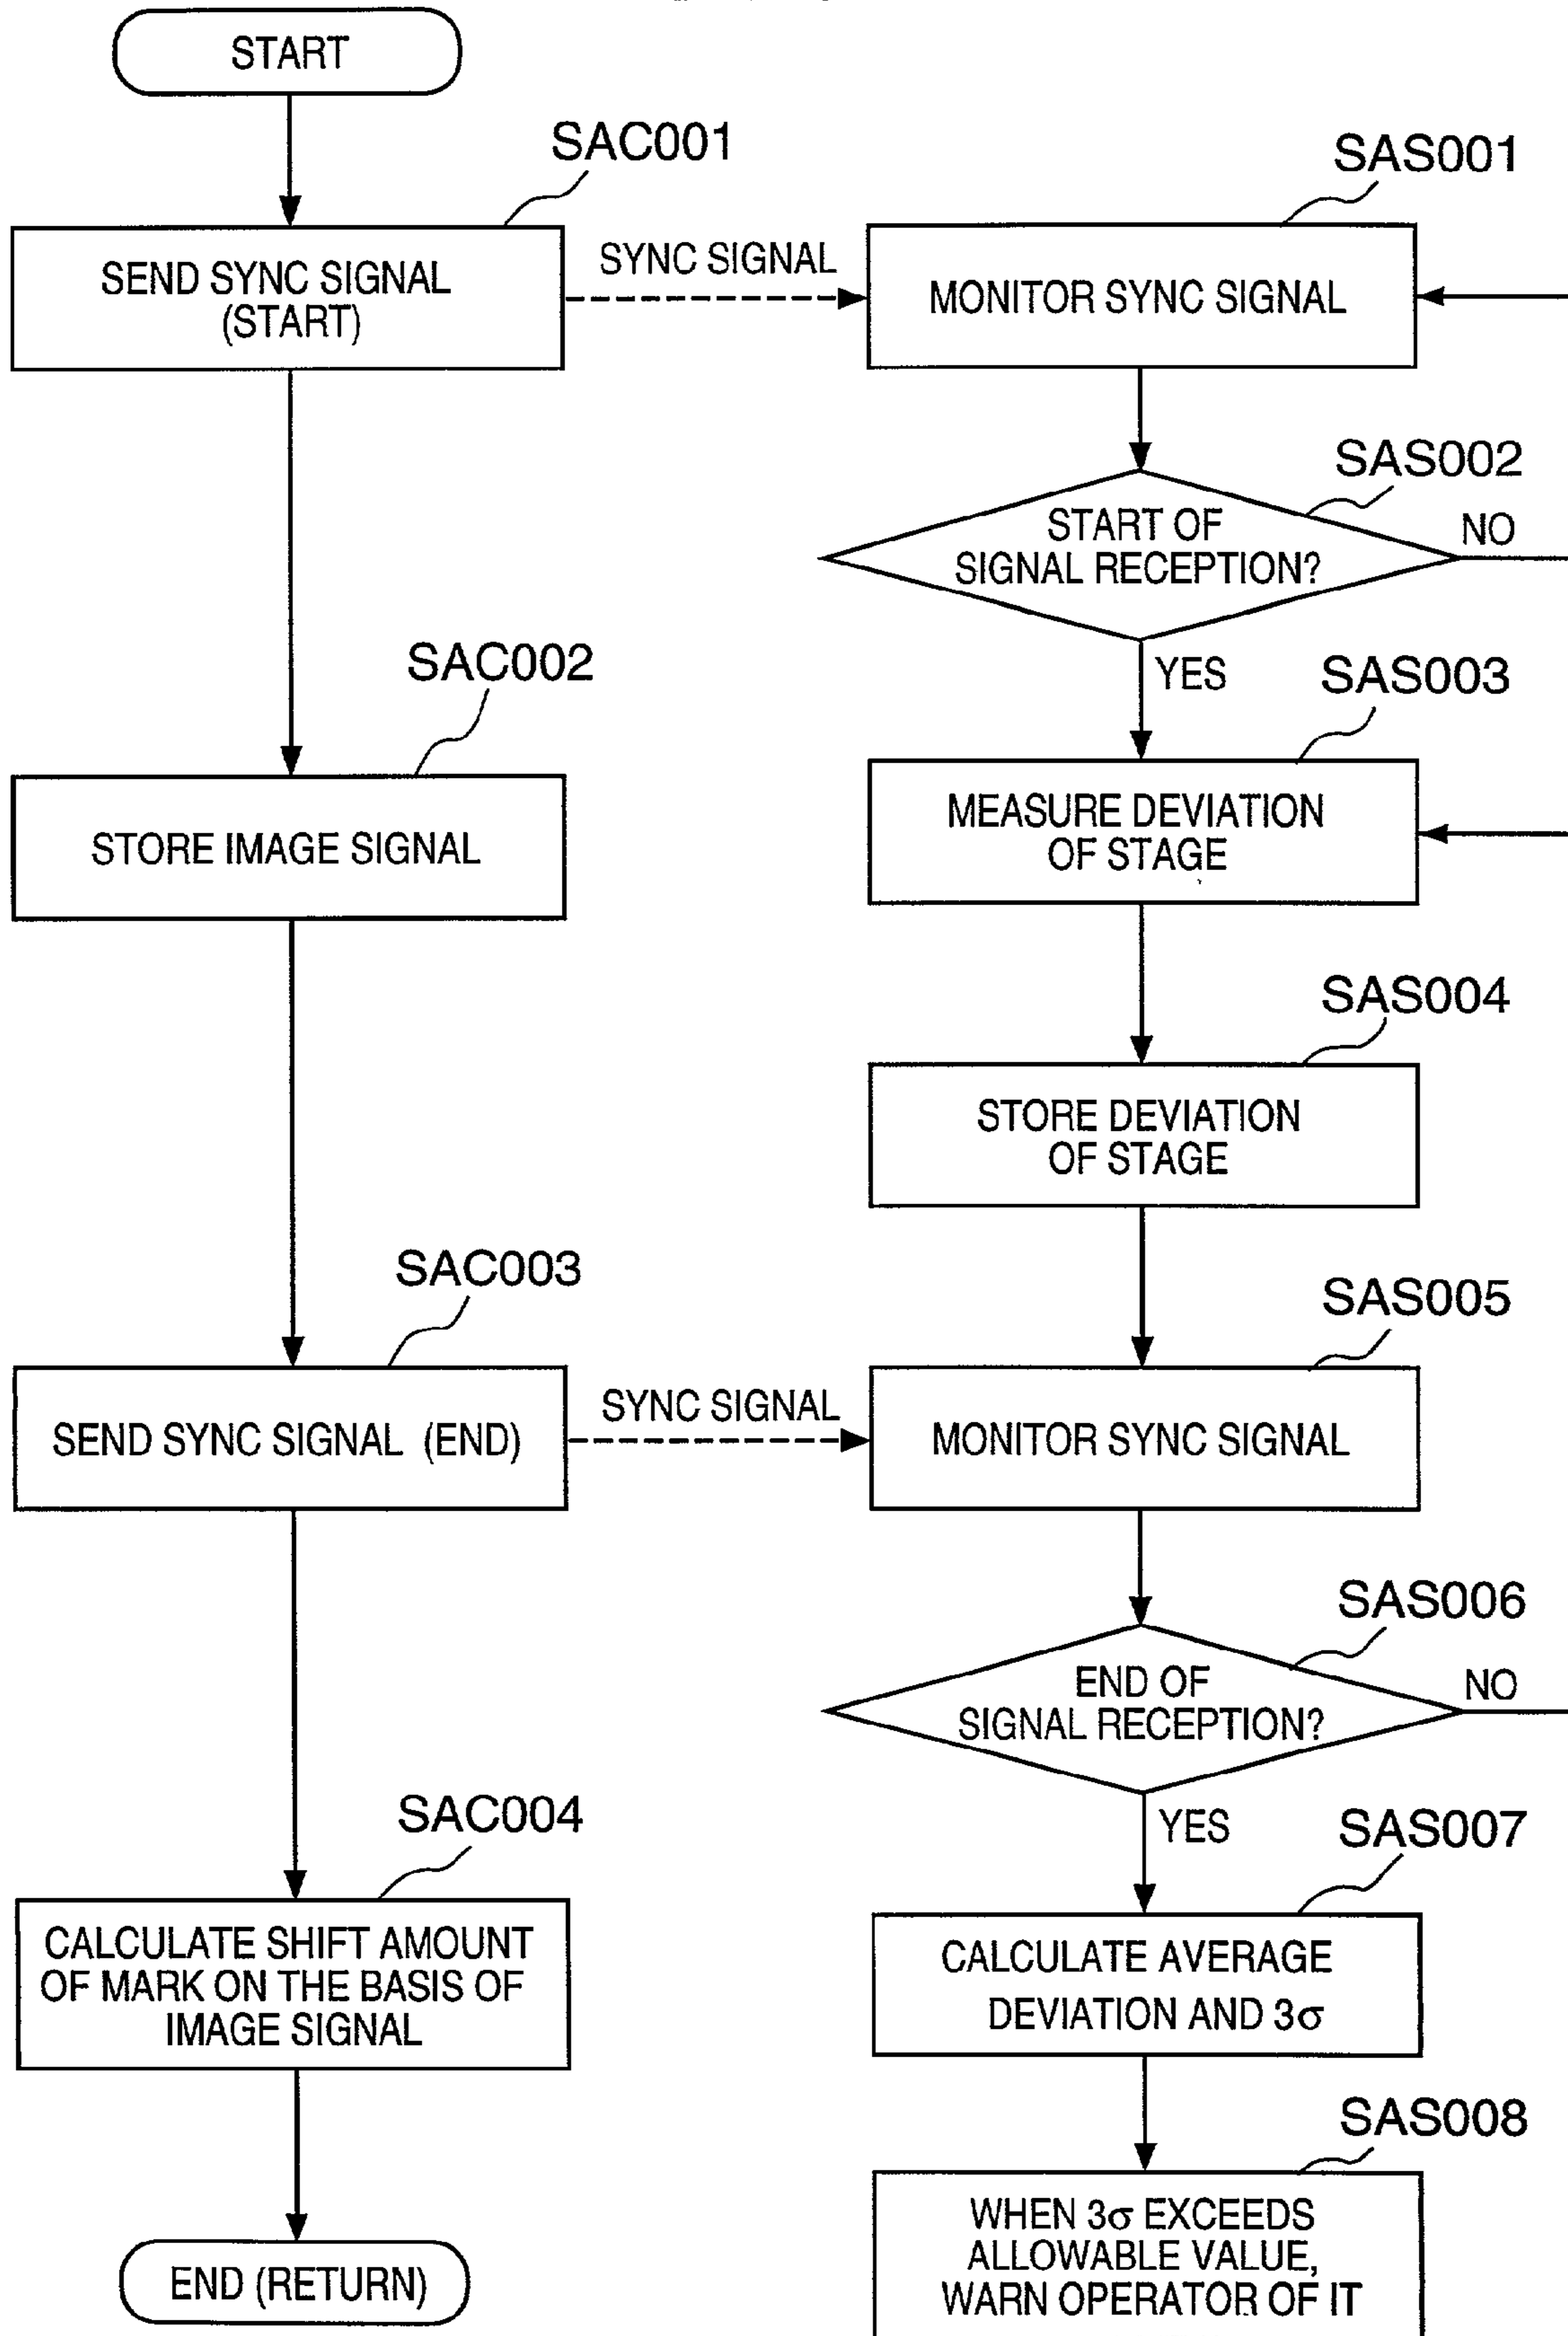 START
SAC001
SEND SYNC SIGNAL
(START)
SYNC SIGNAL
SAS001
MONITOR SYNC SIGNAL
SAS002
START OF
SIGNAL RECEPTION?
NO
YES
SAC002
STORE IMAGE SIGNAL
SAS003
MEASURE DEVIATION
OF STAGE
SAS004
STORE DEVIATION
OF STAGE
SAC003
SEND SYNC SIGNAL (END)
SYNC SIGNAL
SAS005
MONITOR SYNC SIGNAL
SAS006
END OF
SIGNAL RECEPTION?
NO
YES
SAC004
CALCULATE SHIFT AMOUNT
OF MARK ON THE BASIS OF
IMAGE SIGNAL
SAS007
CALCULATE AVERAGE
DEVIATION AND 3σ
SAS008
WHEN 3σ EXCEEDS
ALLOWABLE VALUE,
WARN OPERATOR OF IT
END (RETURN)